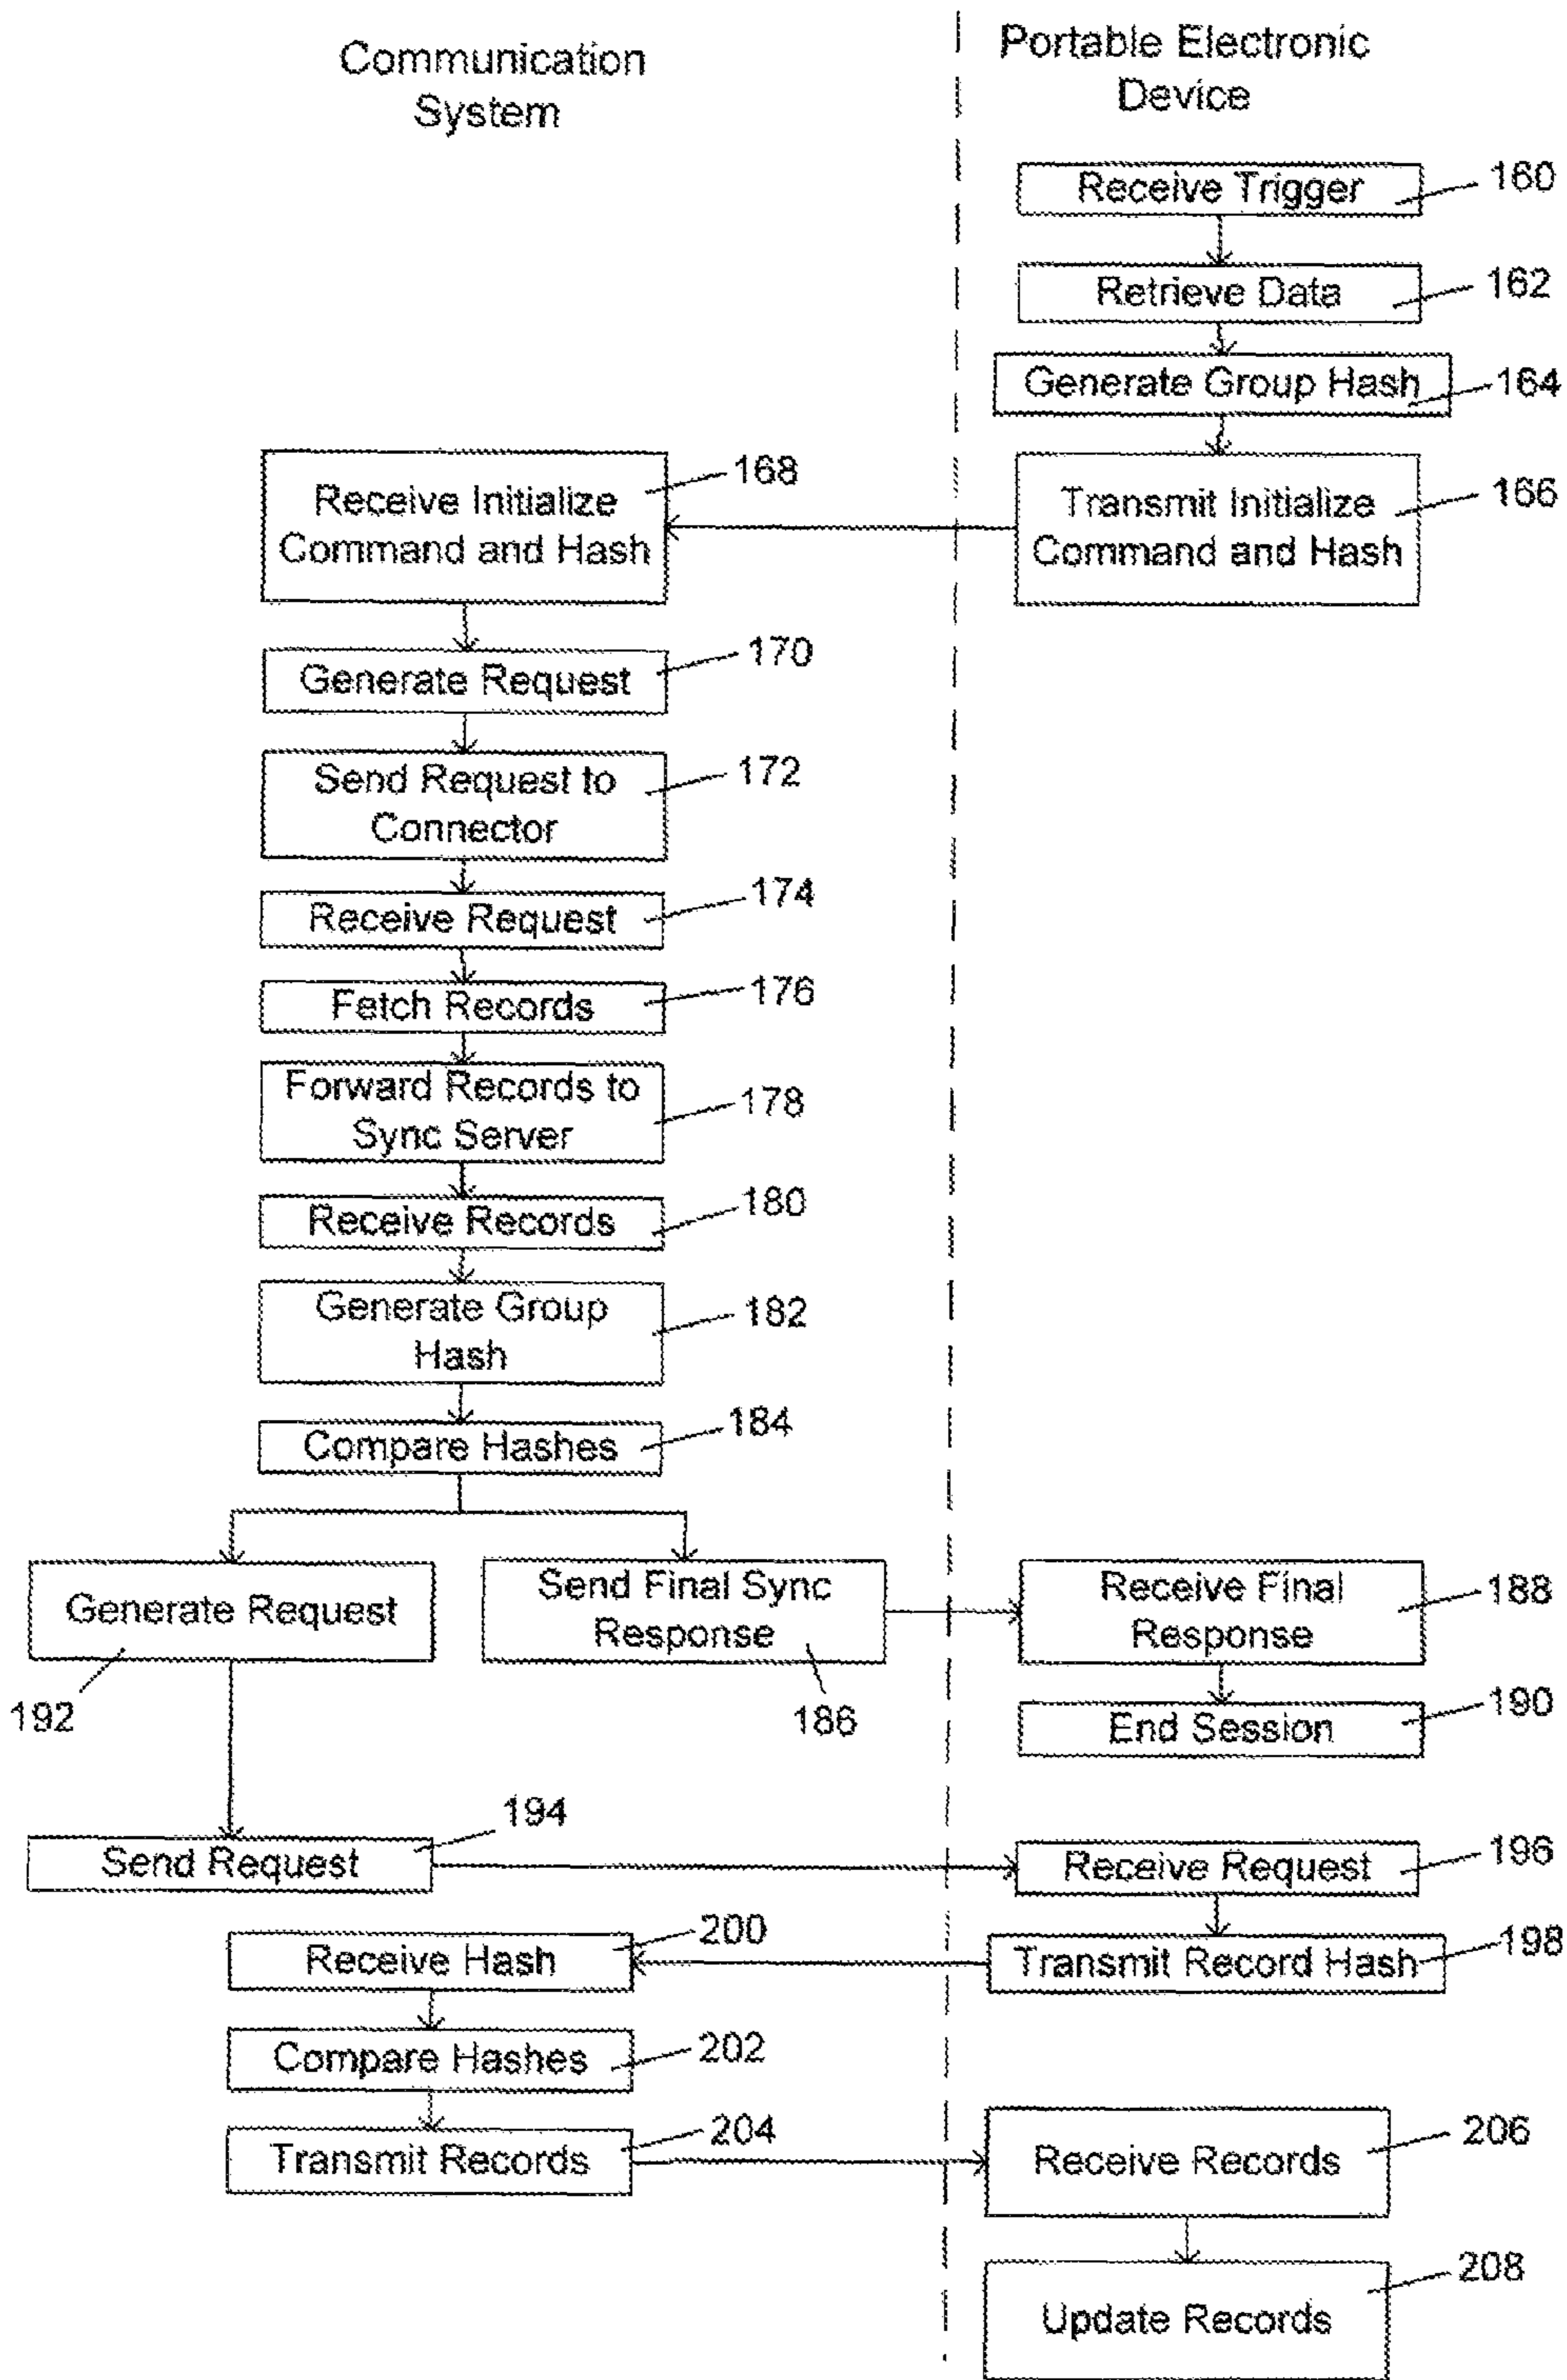 Communication
System
Portable Electronic
Device
Receive Trigger
160
Retrieve Data
162
Generate Group Hash
164
Receive Initialize
Command and Hash
168
Transmit Initialize
Command and Hash
166
Generate Request
170
Send Request to
Connector
172
Receive Request
174
Fetch Records
176
Forward Records to
Sync Server
178
Receive Records
180
Generate Group
Hash
182
Compare Hashes
184
Generate Request
192
Send Final Sync
Response
186
Receive Final
Response
188
End Session
190
Send Request
194
Receive Request
196
Receive Hash
200
Transmit Record Hash
198
Compare Hashes
202
Transmit Records
204
Receive Records
206
Update Records
208